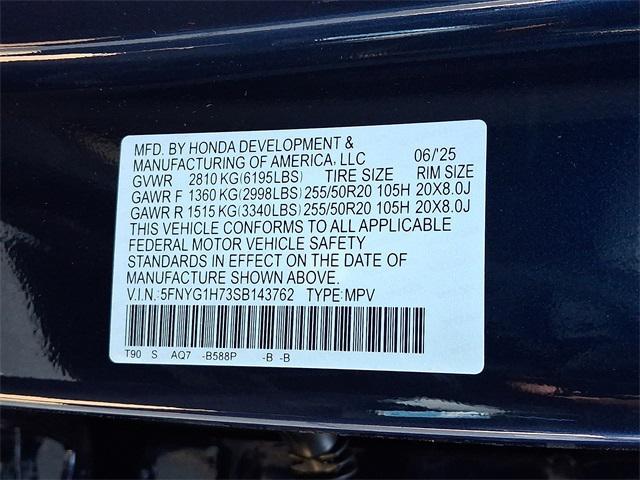 MFD. BY HONDA DEVELOPMENT &
MANUFACTURING OF AMERICA, LLC 06/'25
GVWR 2810 KG(6195LBS) TIRE SIZE RIM SIZE
GAWR F 1360 KG(2998LBS) 255/50R20 105H 20X8.0J
GAWR R 1515 KG(3340LBS) 255/50R20 105H 20X8.0J
THIS VEHICLE CONFORMS TO ALL APPLICABLE
FEDERAL MOTOR VEHICLE SAFETY
STANDARDS IN EFFECT ON THE DATE OF
MANUFACTURE SHOWN ABOVE.
V.I.N.: 5FNYG1H73SB143762 TYPE: MPV
T90 S AQ7 -B588P -B -B